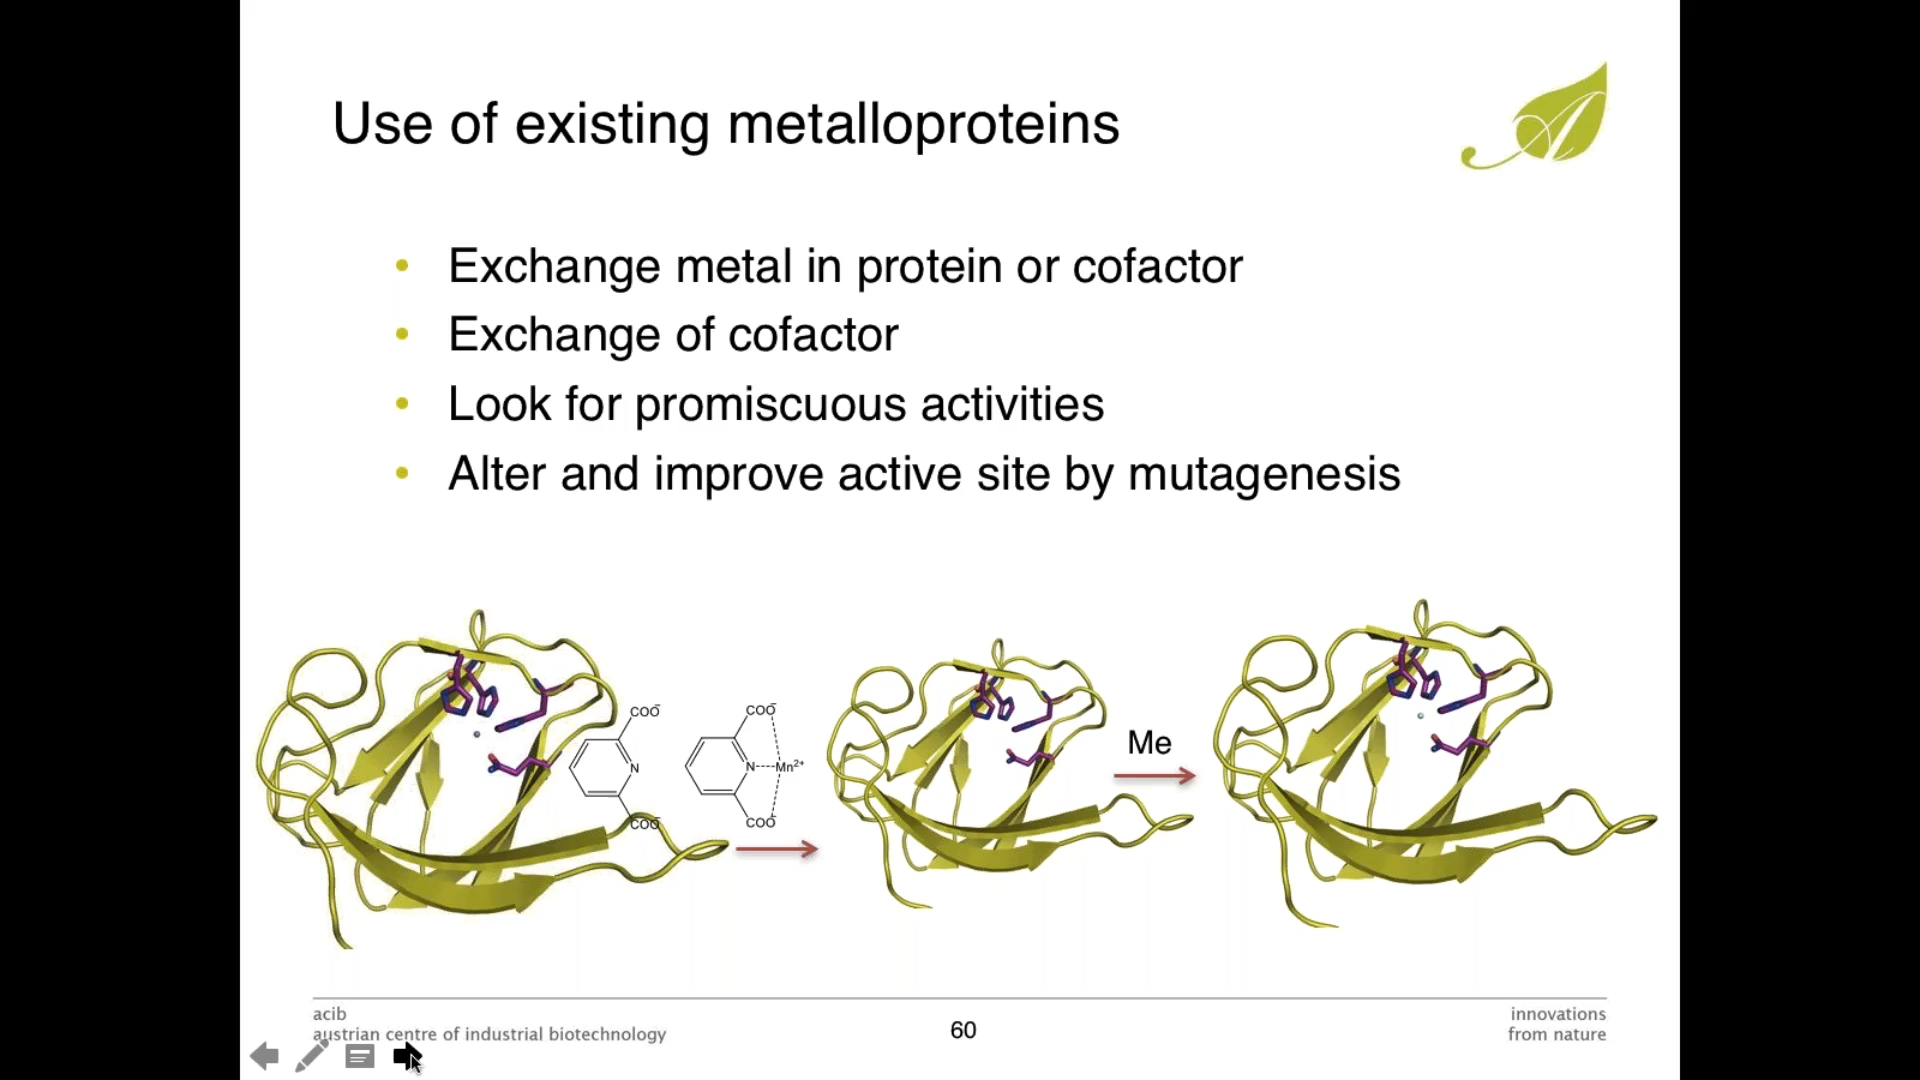 Use of existing metalloproteins
• Exchange metal in protein or cofactor
• Exchange of cofactor
• Look for promiscuous activities
• Alter and improve active site by mutagenesis
COO⁻
N
COO⁻
COO⁻
N----Mn²⁺
COO⁻
Me
acib
austrian centre of industrial biotechnology
60
innovations
from nature